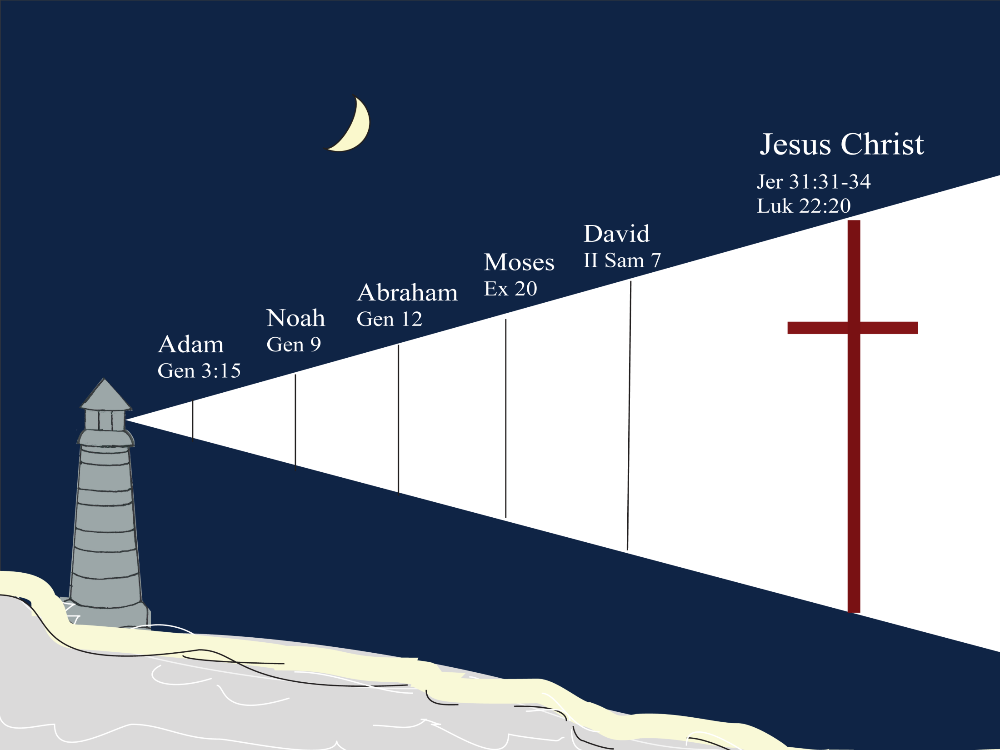 Adam
Gen 3:15
Noah
Gen 9
Abraham
Gen 12
Moses
Ex 20
David
II Sam 7
Jesus Christ
Jer 31:31-34
Luk 22:20